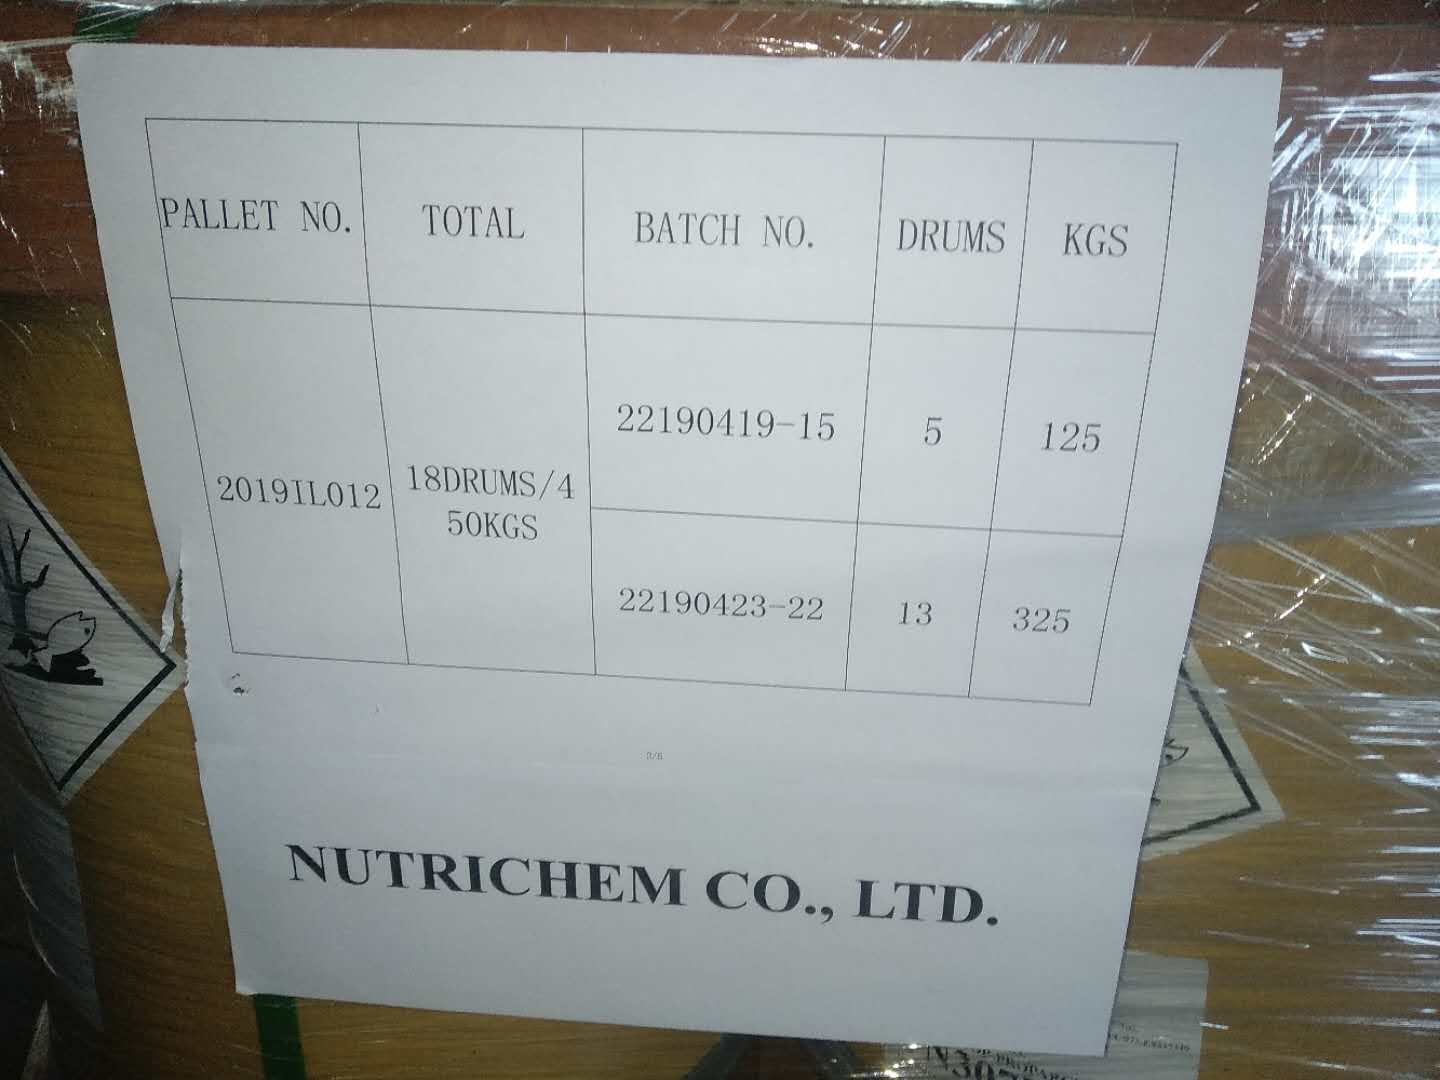 PALLET NO. TOTAL BATCH NO. DRUMS KGS
2019IL012 18DRUMS/4
50KGS
22190419-15 5 125
22190423-22 13 325
NUTRICHEM CO., LTD.